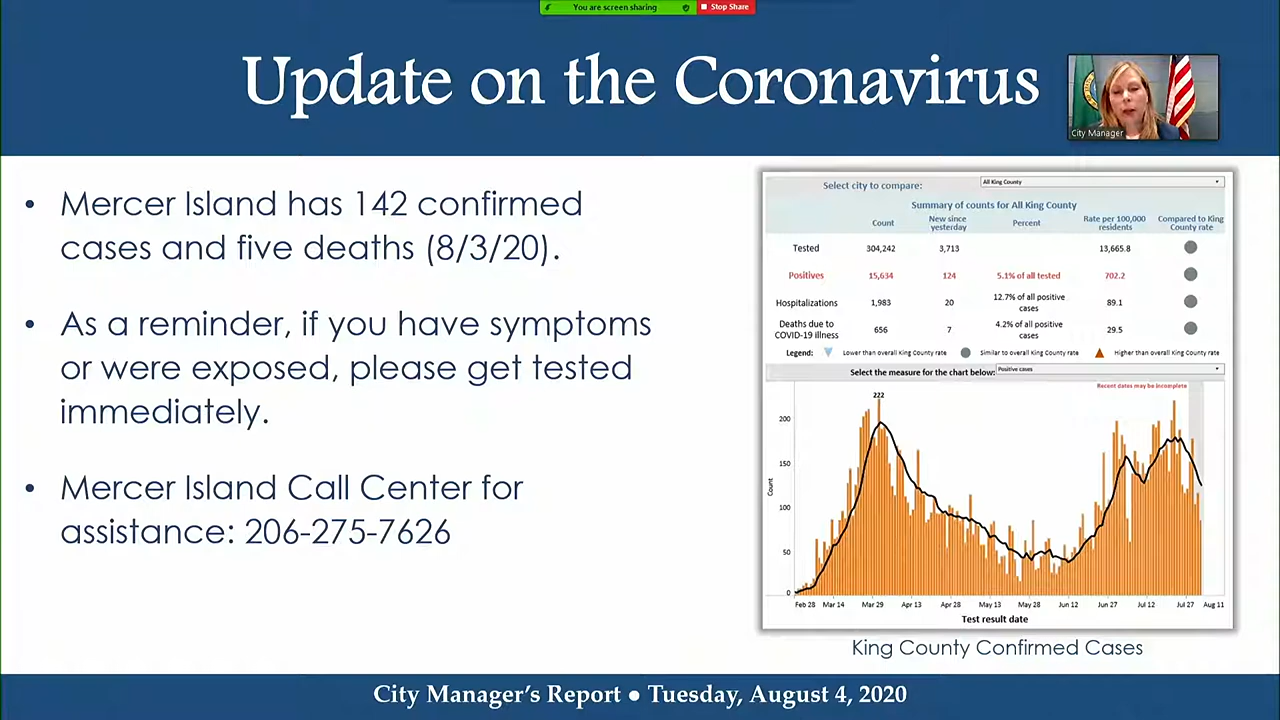 You are screen sharing
Stop Share
Update on the Coronavirus
City Manager
• Mercer Island has 142 confirmed
cases and five deaths (8/3/20).
• As a reminder, if you have symptoms
or were exposed, please get tested
immediately.
• Mercer Island Call Center for
assistance: 206-275-7626
Select city to compare: All King County
Summary of counts for All King County
Count New since yesterday Percent Rate per 100,000 residents Compared to King County rate
Tested 304,242 3,713 13,665.8
Positives 15,634 124 5.1% of all tested 702.2
Hospitalizations 1,983 20 12.7% of all positive cases 89.1
Deaths due to COVID-19 illness 656 7 4.2% of all positive cases 29.5
Legend: Lower than overall King County rate Similar to overall King County rate Higher than overall King County rate
Select the measure for the chart below: Positive cases
Recent dates may be incomplete
222
200
150
100
50
0
Count
Feb 28 Mar 14 Mar 29 Apr 13 Apr 28 May 13 May 28 Jun 12 Jun 27 Jul 12 Jul 27 Aug 11
Test result date
King County Confirmed Cases
City Manager's Report ● Tuesday, August 4, 2020